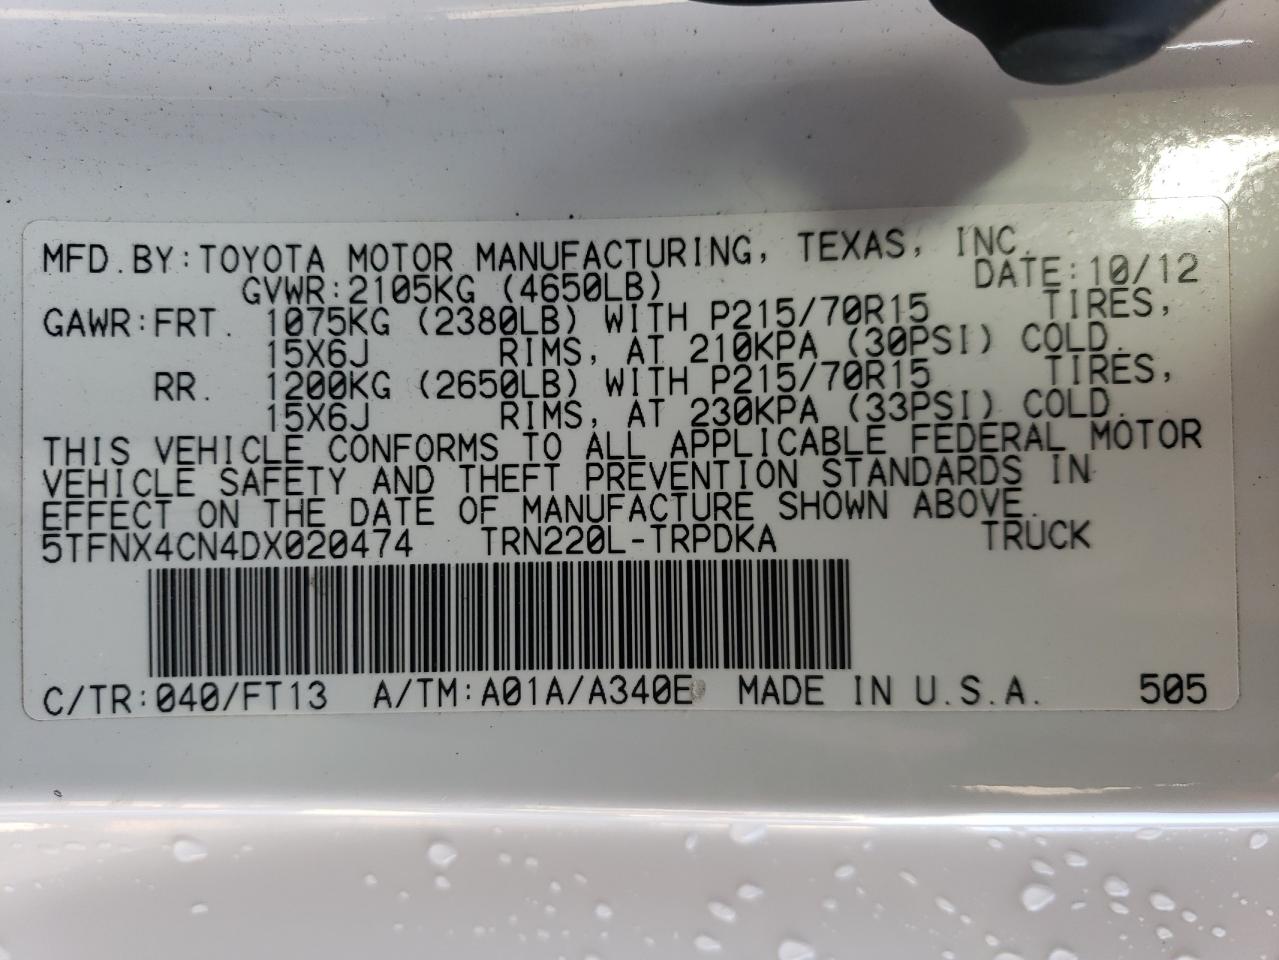 MFD.BY:TOYOTA MOTOR MANUFACTURING, TEXAS, INC.
GVWR:2105KG (4650LB) DATE:10/12
GAWR:FRT. 1075KG (2380LB) WITH P215/70R15 TIRES,
15X6J RIMS, AT 210KPA (30PSI) COLD.
RR. 1200KG (2650LB) WITH P215/70R15 TIRES,
15X6J RIMS, AT 230KPA (33PSI) COLD.
THIS VEHICLE CONFORMS TO ALL APPLICABLE FEDERAL MOTOR
VEHICLE SAFETY AND THEFT PREVENTION STANDARDS IN
EFFECT ON THE DATE OF MANUFACTURE SHOWN ABOVE.
5TFNX4CN4DX020474 TRN220L-TRPDKA TRUCK
C/TR:040/FT13 A/TM:A01A/A340E MADE IN U.S.A. 505